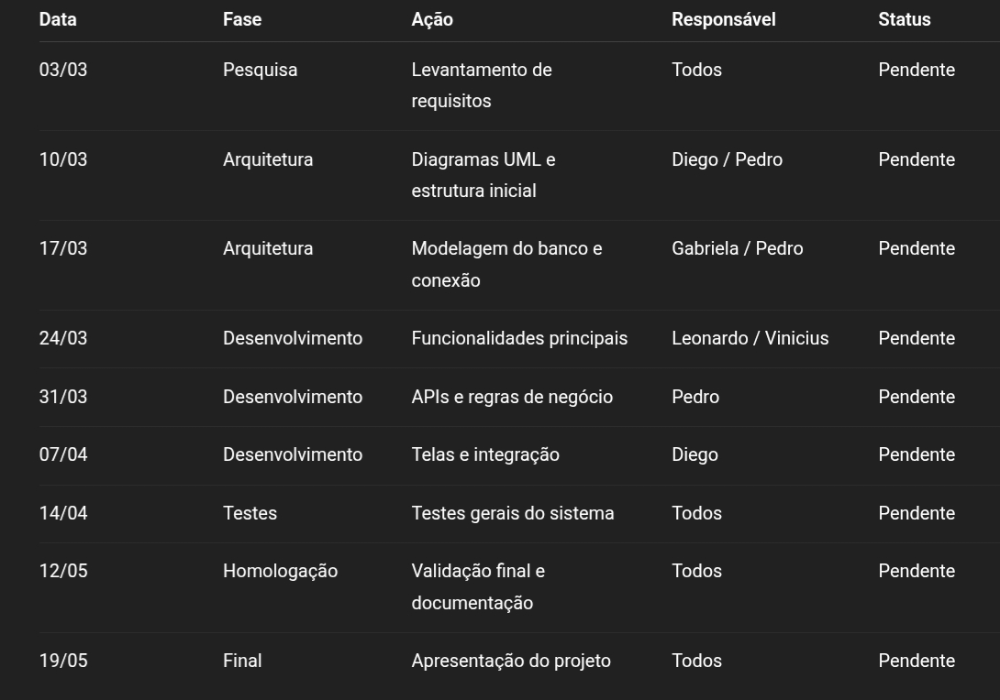 Data Fase Ação Responsável Status
03/03 Pesquisa Levantamento de requisitos Todos Pendente
10/03 Arquitetura Diagramas UML e estrutura inicial Diego / Pedro Pendente
17/03 Arquitetura Modelagem do banco e conexão Gabriela / Pedro Pendente
24/03 Desenvolvimento Funcionalidades principais Leonardo / Vinicius Pendente
31/03 Desenvolvimento APIs e regras de negócio Pedro Pendente
07/04 Desenvolvimento Telas e integração Diego Pendente
14/04 Testes Testes gerais do sistema Todos Pendente
12/05 Homologação Validação final e documentação Todos Pendente
19/05 Final Apresentação do projeto Todos Pendente